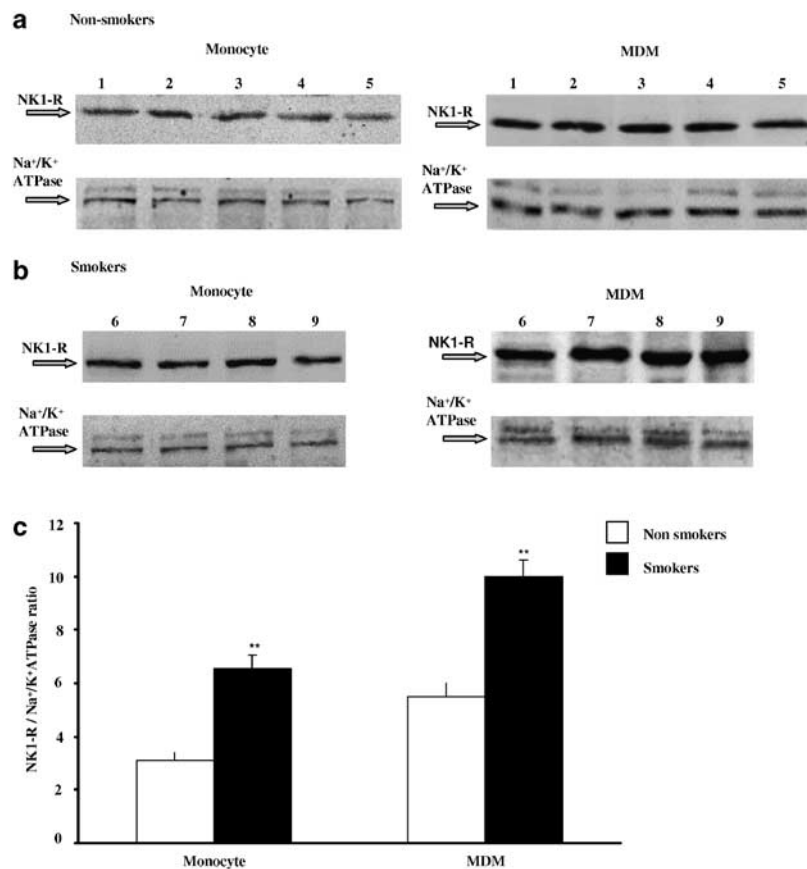 a Non-smokers
Monocyte MDM
1 2 3 4 5 1 2 3 4 5
NK1-R NK1-R
Na⁺/K⁺ Na⁺/K⁺
ATPase ATPase
b Smokers
Monocyte MDM
6 7 8 9 6 7 8 9
NK1-R NK1-R
Na⁺/K⁺ Na⁺/K⁺
ATPase ATPase
c
NK1-R / Na⁺/K⁺ATPase ratio
12
10
8
6
4
2
0
** **
Non smokers
Smokers
Monocyte MDM